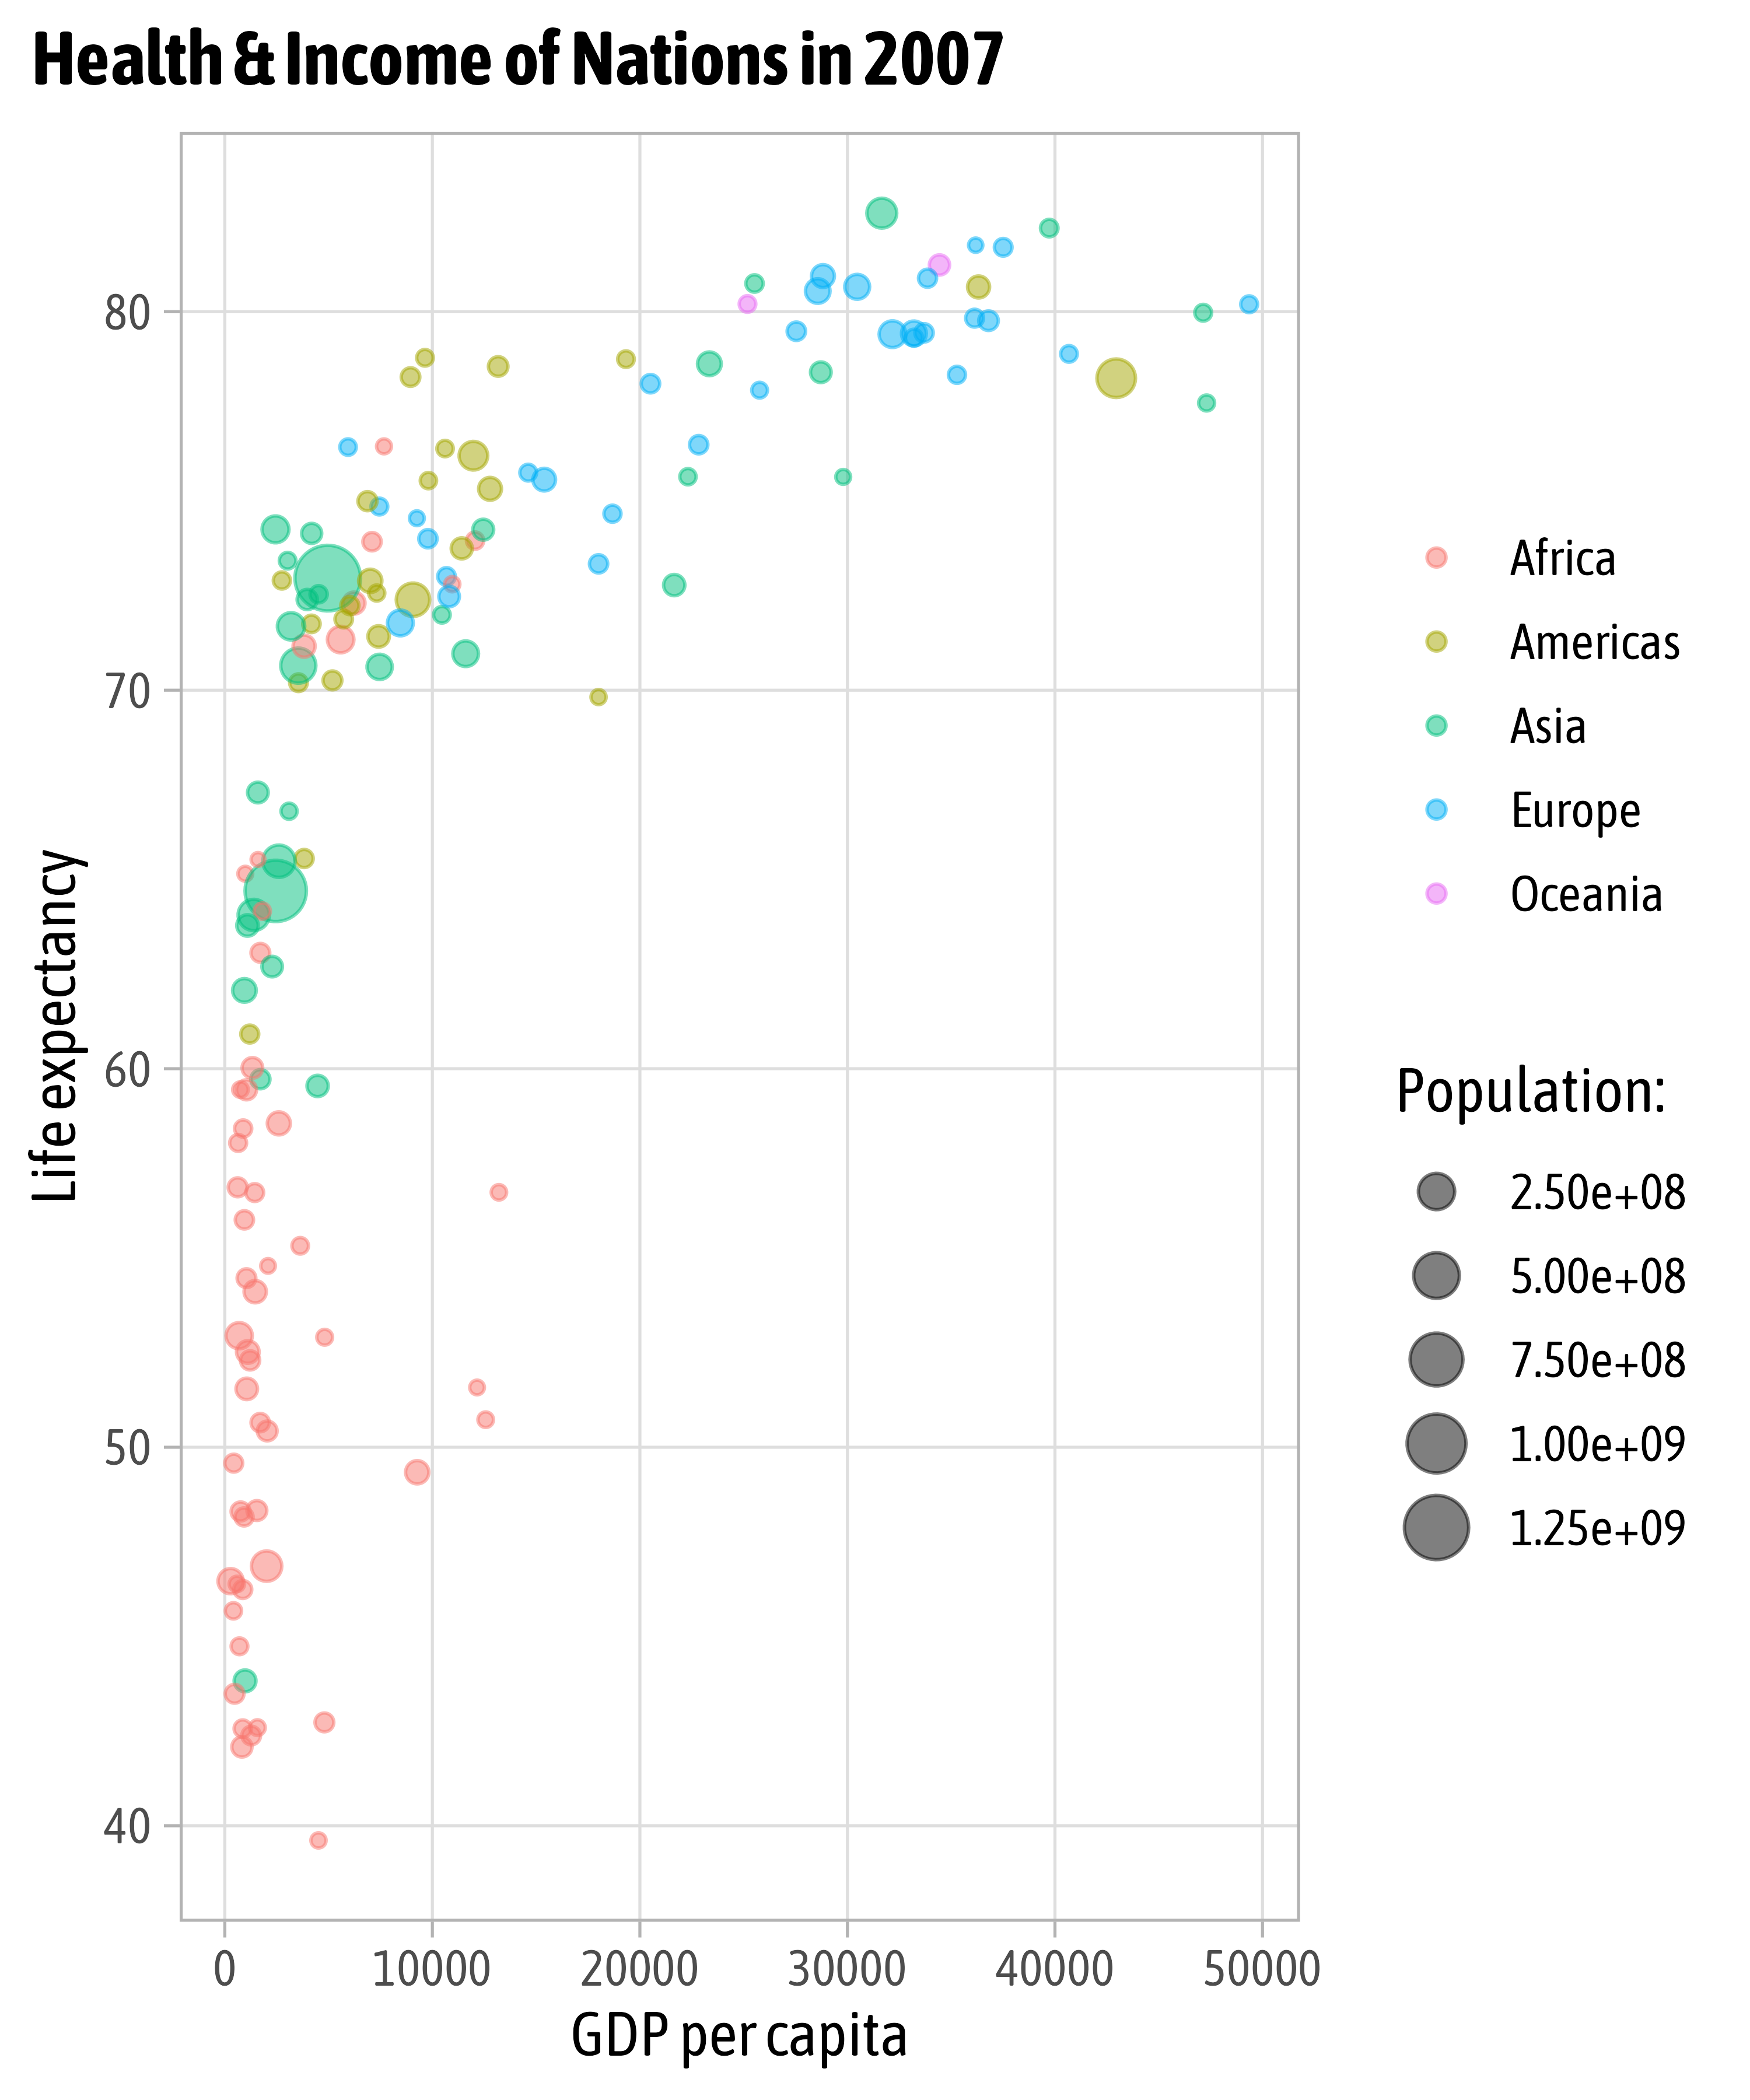 Health & Income of Nations in 2007
Life expectancy
80
70
60
50
40
0 10000 20000 30000 40000 50000
GDP per capita
Africa
Americas
Asia
Europe
Oceania
Population:
2.50e+08
5.00e+08
7.50e+08
1.00e+09
1.25e+09